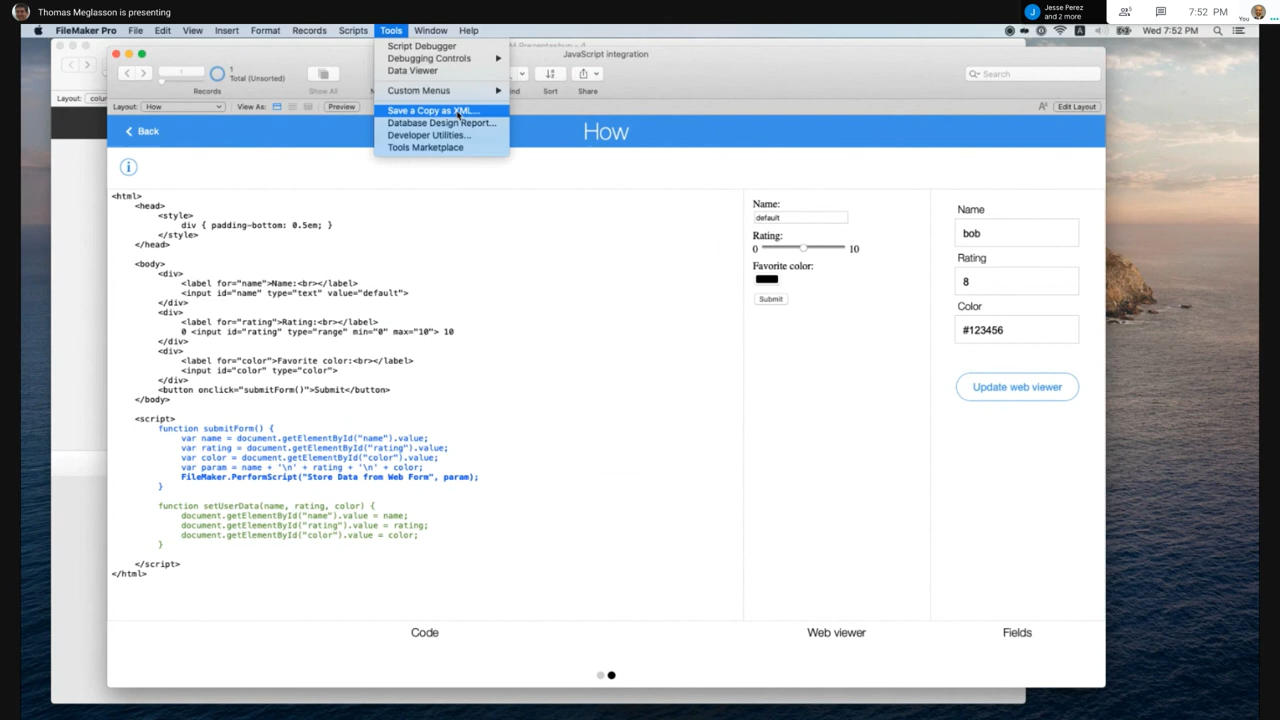 Thomas Meglasson is presenting
Jesse Perez
and 2 more
7:52 PM
You
FileMaker Pro File Edit View Insert Format Records Scripts Tools Window Help
Wed 7:52 PM
Script Debugger
Debugging Controls
Data Viewer
Custom Menus
Save a Copy as XML...
Database Design Report...
Developer Utilities...
Tools Marketplace
JavaScript integration
1
1
Total (Unsorted)
Records
Show All
Sort
Share
Search
Layout:
Layout: How
View As:
Preview
Edit Layout
Back
How
<html>
<head>
<style>
div { padding-bottom: 0.5em; }
</style>
</head>
<body>
<div>
<label for="name">Name:<br></label>
<input id="name" type="text" value="default">
</div>
<div>
<label for="rating">Rating:<br></label>
0 <input id="rating" type="range" min="0" max="10"> 10
</div>
<div>
<label for="color">Favorite color:<br></label>
<input id="color" type="color">
</div>
<button onclick="submitForm()">Submit</button>
</body>
<script>
function submitForm() {
var name = document.getElementById("name").value;
var rating = document.getElementById("rating").value;
var color = document.getElementById("color").value;
var param = name + '\n' + rating + '\n' + color;
FileMaker.PerformScript("Store Data from Web Form", param);
}
function setUserData(name, rating, color) {
document.getElementById("name").value = name;
document.getElementById("rating").value = rating;
document.getElementById("color").value = color;
}
</script>
</html>
Name:
default
Rating:
0 10
Favorite color:
Submit
Name
bob
Rating
8
Color
#123456
Update web viewer
Code
Web viewer
Fields